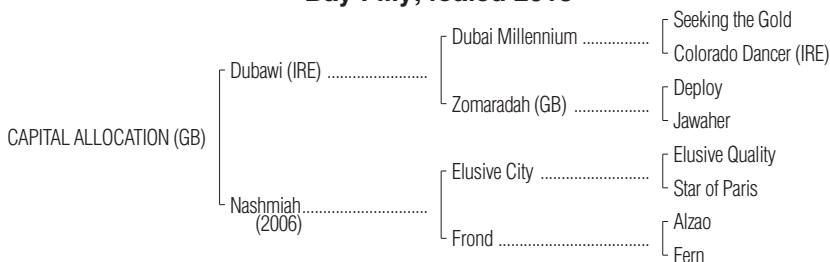 Bay Filly, foaled
Seeking the Gold
Dubai Millennium ................
Colorado Dancer (IRE)
Dubawi (IRE) ........................
Deploy
Zomaradah (GB) ..................
Jawaher
CAPITAL ALLOCATION (GB)
Elusive Quality
Elusive City ..........................
Star of Paris
Nashmiah..............................
(2006)
Alzao
Frond ....................................
Fern